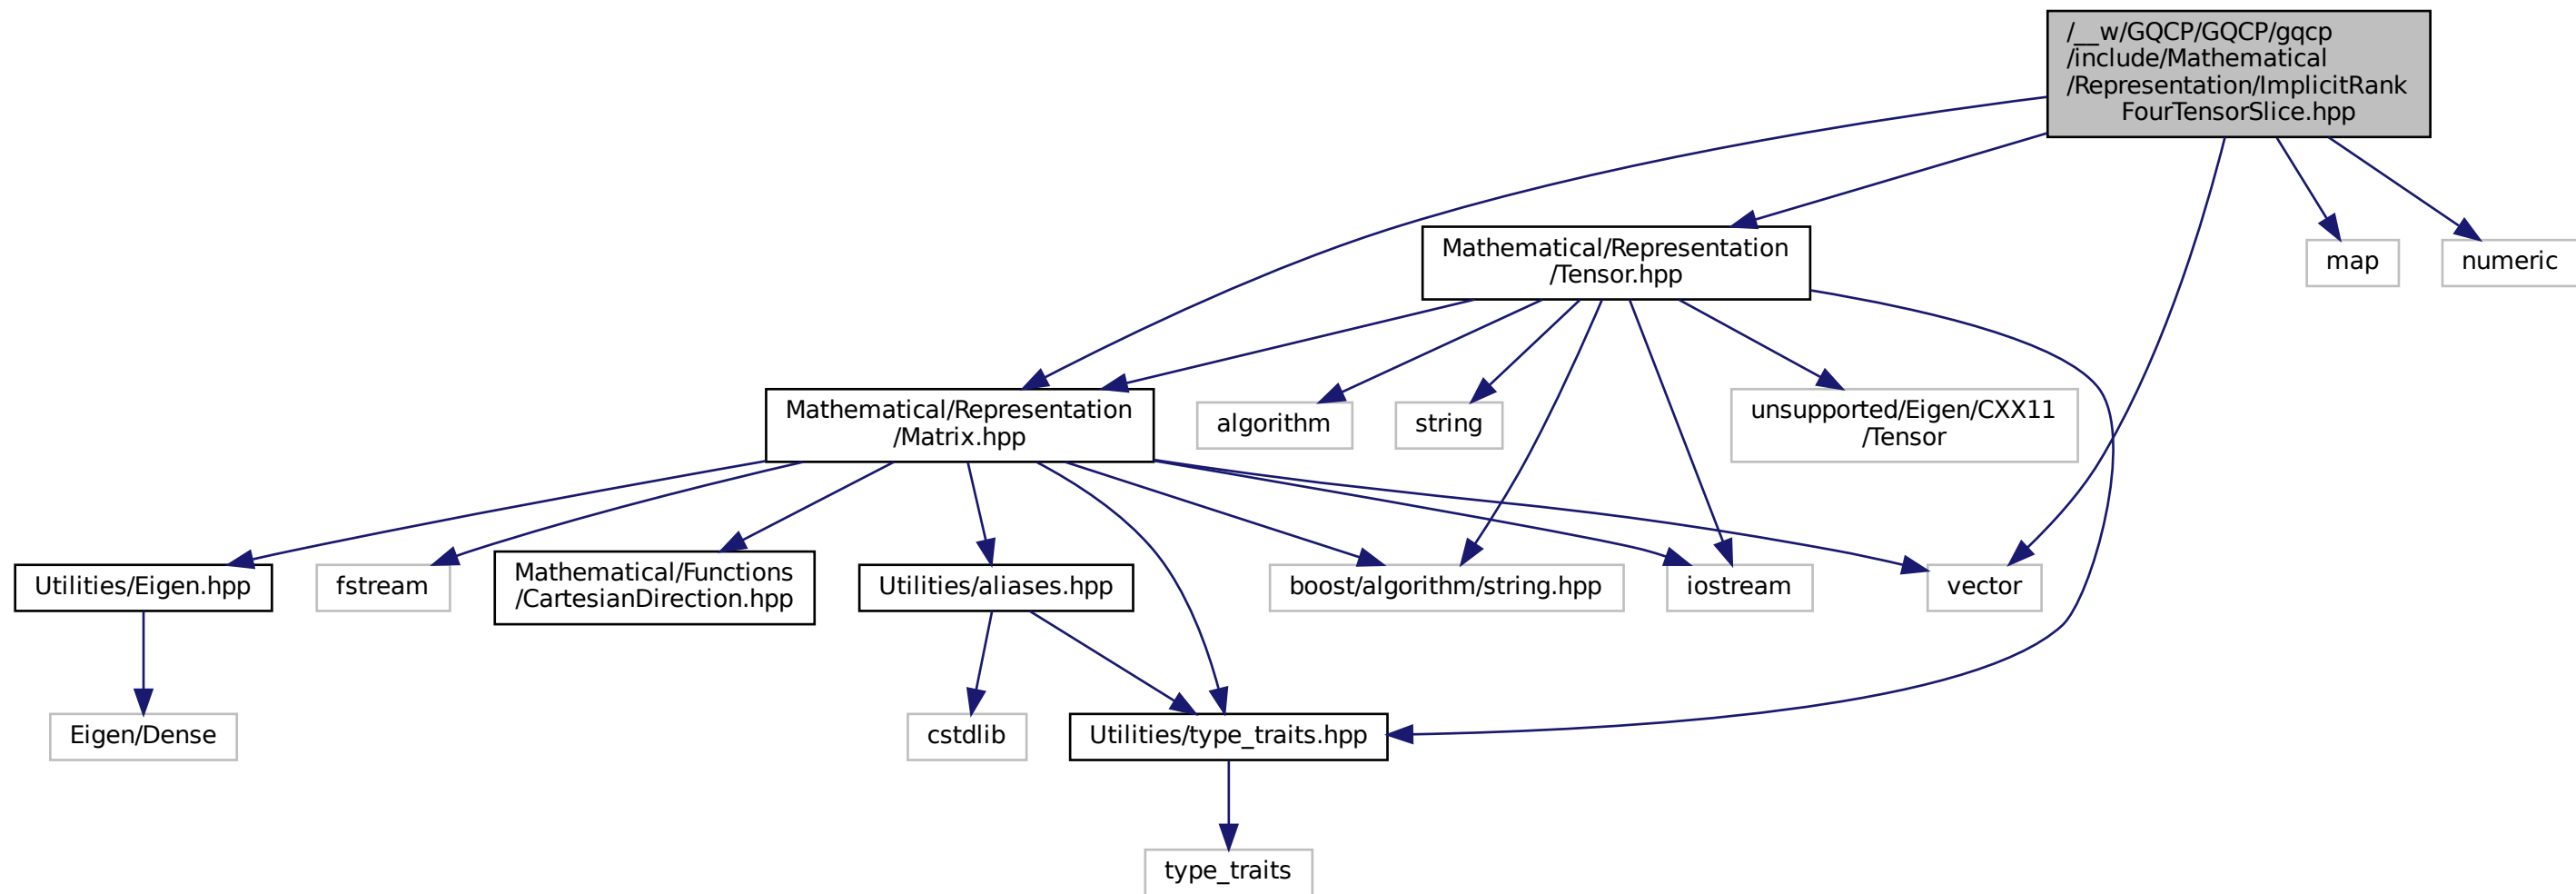 /__w/GQCP/GQCP/gqcp
/include/Mathematical
/Representation/ImplicitRank
FourTensorSlice.hpp
Mathematical/Representation
/Tensor.hpp
map
numeric
Mathematical/Representation
/Matrix.hpp
algorithm
string
unsupported/Eigen/CXX11
/Tensor
Utilities/Eigen.hpp
fstream
Mathematical/Functions
/CartesianDirection.hpp
Utilities/aliases.hpp
boost/algorithm/string.hpp
iostream
vector
Eigen/Dense
cstdlib
Utilities/type_traits.hpp
type_traits